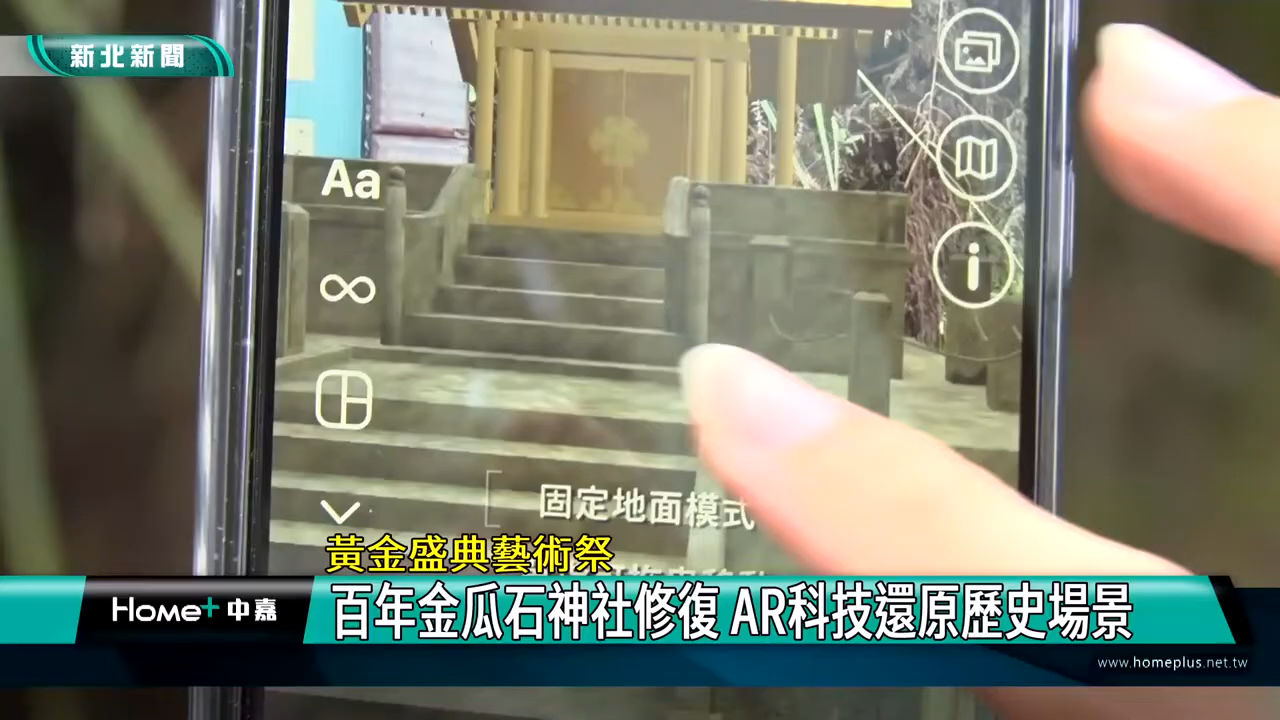 新北新聞
Aa
固定地面模式
黃金盛典藝術祭
Home+ 中嘉
百年金瓜石神社修復 AR科技還原歷史場景
www.homeplus.net.tw